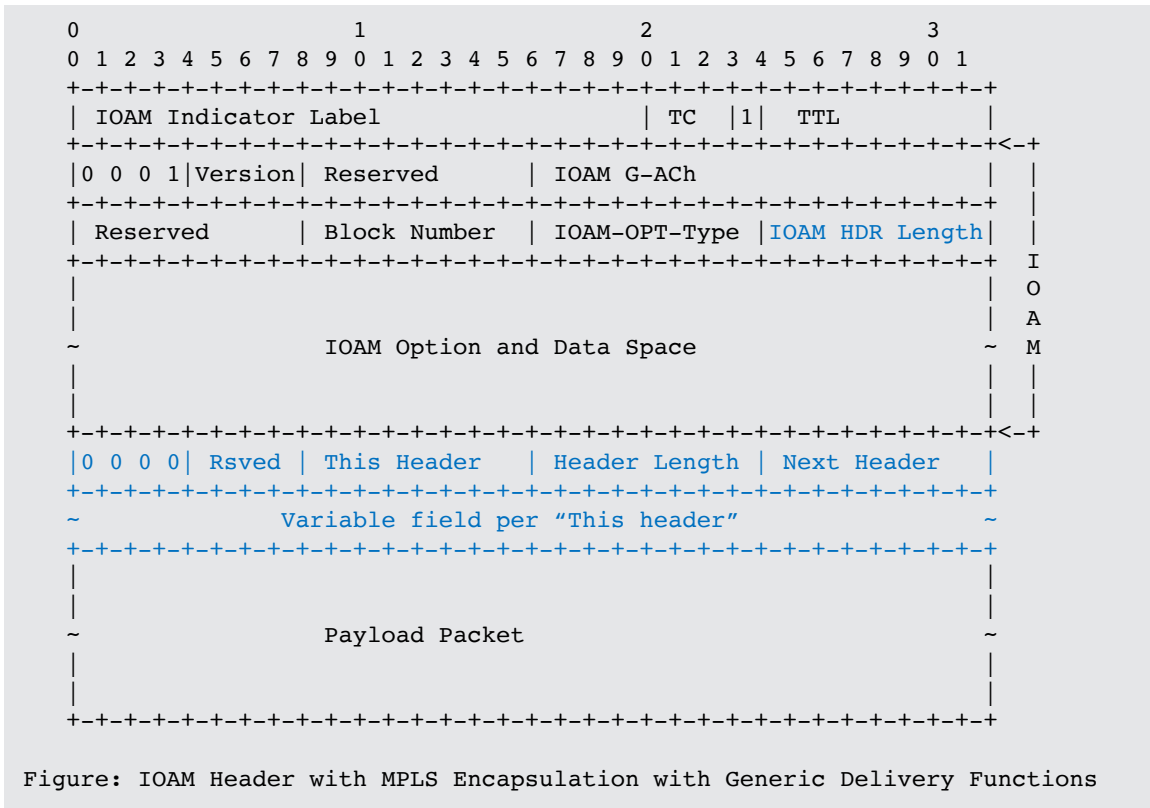 0                   1                   2                   3
0 1 2 3 4 5 6 7 8 9 0 1 2 3 4 5 6 7 8 9 0 1 2 3 4 5 6 7 8 9 0 1
+-+-+-+-+-+-+-+-+-+-+-+-+-+-+-+-+-+-+-+-+-+-+-+-+-+-+-+-+-+-+-+-+
| IOAM Indicator Label                  | TC  |1|  TTL          |
+-+-+-+-+-+-+-+-+-+-+-+-+-+-+-+-+-+-+-+-+-+-+-+-+-+-+-+-+-+-+-+-+<-+
|0 0 0 1|Version| Reserved      | IOAM G-ACh                    |  |
+-+-+-+-+-+-+-+-+-+-+-+-+-+-+-+-+-+-+-+-+-+-+-+-+-+-+-+-+-+-+-+-+  |
| Reserved      | Block Number  | IOAM-OPT-Type |IOAM HDR Length|  |
+-+-+-+-+-+-+-+-+-+-+-+-+-+-+-+-+-+-+-+-+-+-+-+-+-+-+-+-+-+-+-+-+  I
|                                                               |  O
|                                                               |  A
~                 IOAM Option and Data Space                    ~  M
|                                                               |  |
|                                                               |  |
+-+-+-+-+-+-+-+-+-+-+-+-+-+-+-+-+-+-+-+-+-+-+-+-+-+-+-+-+-+-+-+-+<-+
|0 0 0 0| Rsved | This Header   | Header Length | Next Header   |
+-+-+-+-+-+-+-+-+-+-+-+-+-+-+-+-+-+-+-+-+-+-+-+-+-+-+-+-+-+-+-+-+
~              Variable field per “This header”                 ~
+-+-+-+-+-+-+-+-+-+-+-+-+-+-+-+-+-+-+-+-+-+-+-+-+-+-+-+-+-+-+-+-+
|                                                               |
|                                                               |
~                 Payload Packet                                ~
|                                                               |
|                                                               |
+-+-+-+-+-+-+-+-+-+-+-+-+-+-+-+-+-+-+-+-+-+-+-+-+-+-+-+-+-+-+-+-+
Figure: IOAM Header with MPLS Encapsulation with Generic Delivery Functions